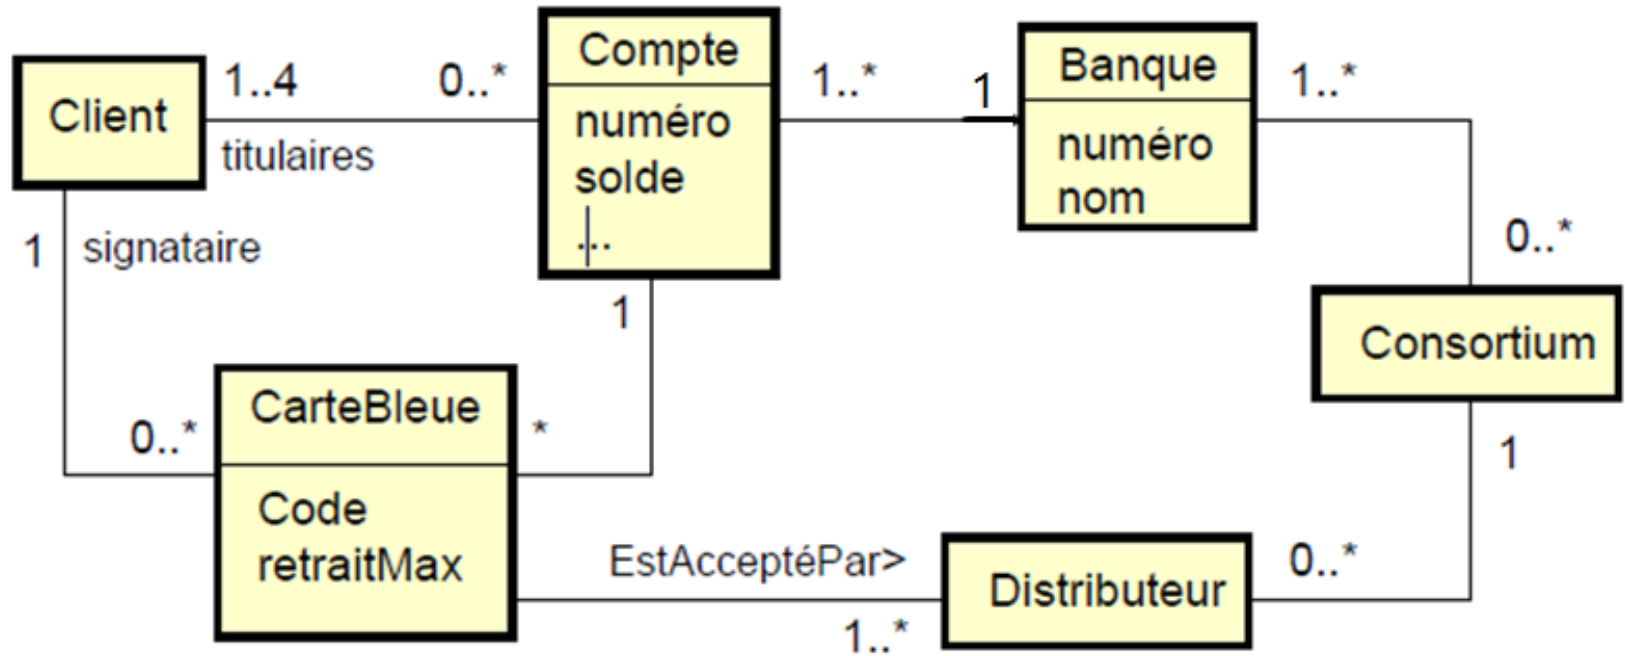 Client
1..4
titulaires
0..*
Compte
numéro
solde
...
1..*
1
Banque
numéro
nom
1..*
0..*
Consortium
1
signataire
0..*
CarteBleue
Code
retraitMax
1
*
EstAcceptéPar>
1..*
Distributeur
0..*
1